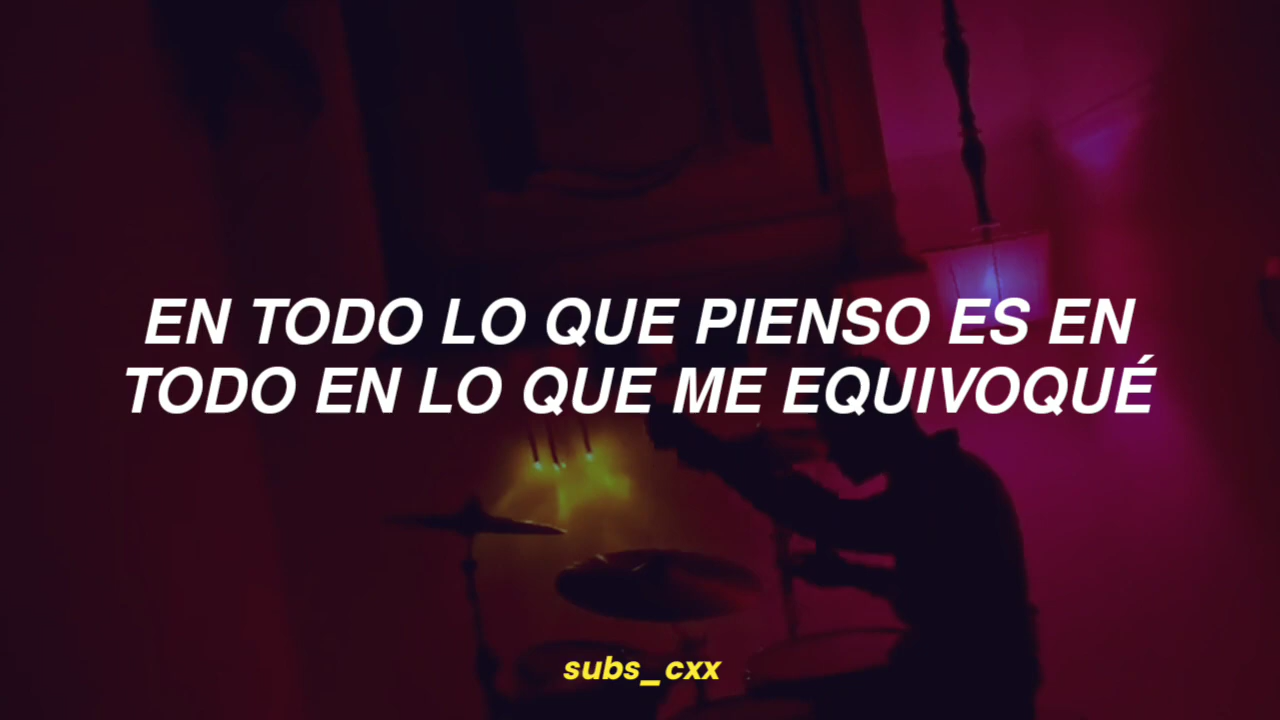 EN TODO LO QUE PIENSO ES EN
TODO EN LO QUE ME EQUIVOQUÉ
subs_cxx